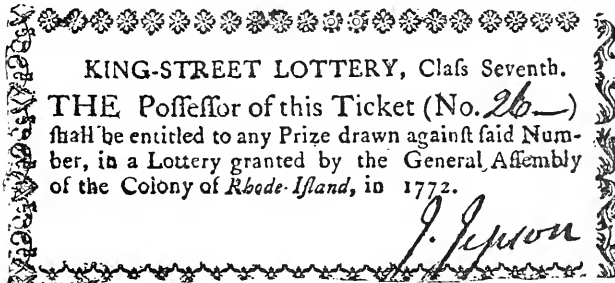 KING-STREET LOTTERY, Claſs Seventh.
THE Poſſeſſor of this Ticket (No. 26—)
ſhall be entitled to any Prize drawn againſt ſaid Num-
ber, in a Lottery granted by the General Aſſembly
of the Colony of Rhode-Iſland, in 1772.
J. Jepson